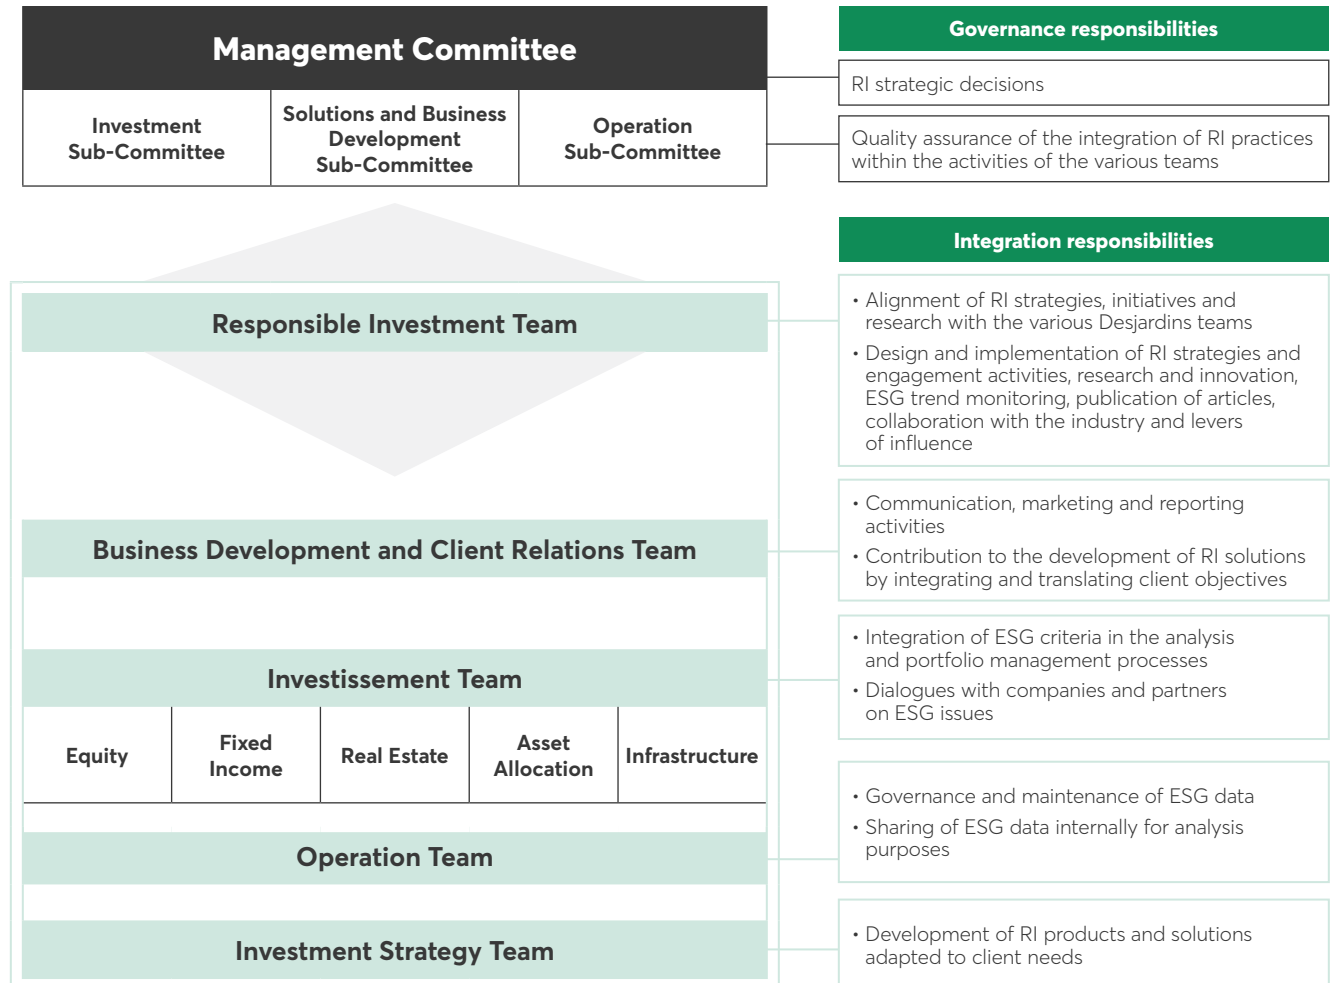 Management Committee
Investment
Sub-Committee
Solutions and Business
Development
Sub-Committee
Operation
Sub-Committee
Governance responsibilities
RI strategic decisions
Quality assurance of the integration of RI practices
within the activities of the various teams
Integration responsibilities
Responsible Investment Team
• Alignment of RI strategies, initiatives and
research with the various Desjardins teams
• Design and implementation of RI strategies and
engagement activities, research and innovation,
ESG trend monitoring, publication of articles,
collaboration with the industry and levers
of influence
Business Development and Client Relations Team
• Communication, marketing and reporting
activities
• Contribution to the development of RI solutions
by integrating and translating client objectives
Investissement Team
Equity
Fixed
Income
Real Estate
Asset
Allocation
Infrastructure
• Integration of ESG criteria in the analysis
and portfolio management processes
• Dialogues with companies and partners
on ESG issues
Operation Team
• Governance and maintenance of ESG data
• Sharing of ESG data internally for analysis
purposes
Investment Strategy Team
• Development of RI products and solutions
adapted to client needs